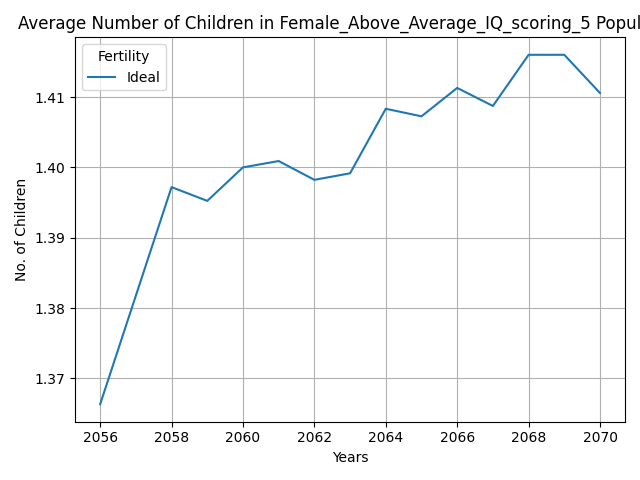 Average Number of Children in Female_Above_Average_IQ_scoring_5 Popul
Fertility
Ideal
1.41
1.40
1.39
1.38
1.37
No. of Children
2056 2058 2060 2062 2064 2066 2068 2070
Years